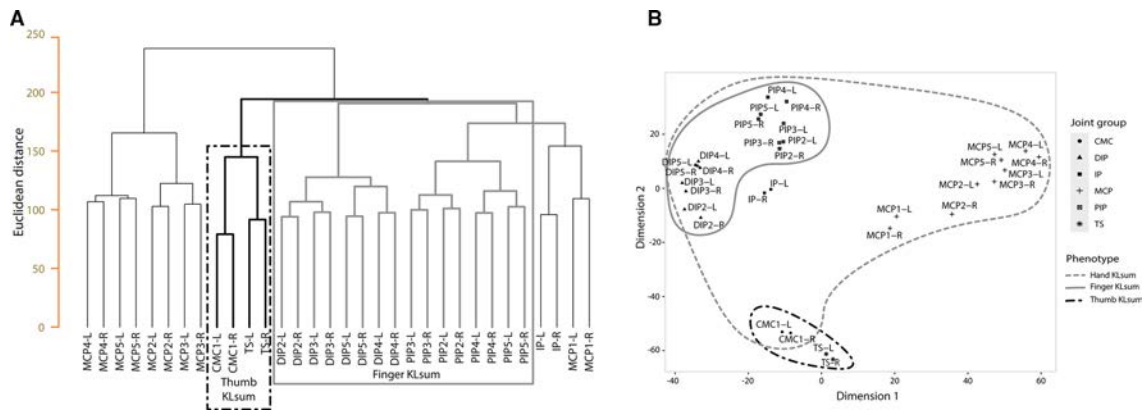 A
Euclidean distance
250
200
150
100
50
0
MCP4-L
MCP4-R
MCP5-L
MCP5-R
MCP2-L
MCP2-R
MCP3-L
MCP3-R
CMC1-L
CMC1-R
TS-L
TS-R
DIP2-L
DIP2-R
DIP3-L
DIP3-R
DIP5-L
DIP5-R
DIP4-L
DIP4-R
PIP3-L
PIP3-R
PIP2-L
PIP2-R
PIP4-L
PIP4-R
PIP5-L
PIP5-R
IP-L
IP-R
MCP1-L
MCP1-R
Thumb
KLsum
Finger KLsum
B
Dimension 2
20
0
-20
-40
-60
PIP4-L
PIP5-L
PIP4-R
PIP5-R
PIP3-L
PIP3-R
PIP2-L
PIP2-R
DIP5-L
DIP4-L
DIP5-R
DIP4-R
DIP3-L
DIP3-R
DIP2-L
DIP2-R
IP-L
IP-R
MCP5-L
MCP4-L
MCP5-R
MCP4-R
MCP3-L
MCP2-L
MCP3-R
MCP1-L
MCP2-R
MCP1-R
CMC1-L
CMC1-R
TS-L
TS-R
-40
-20
0
20
40
60
Dimension 1
Joint group
CMC
DIP
IP
MCP
PIP
TS
Phenotype
Hand KLsum
Finger KLsum
Thumb KLsum